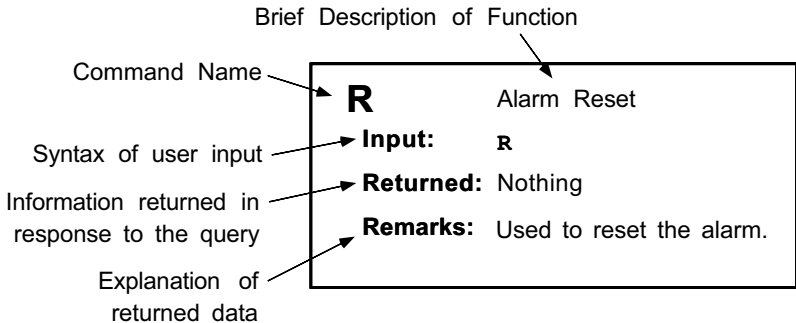 Brief Description of Function
Command Name
R Alarm Reset
Syntax of user input
Input: R
Information returned in
response to the query
Returned: Nothing
Remarks: Used to reset the alarm.
Explanation of
returned data